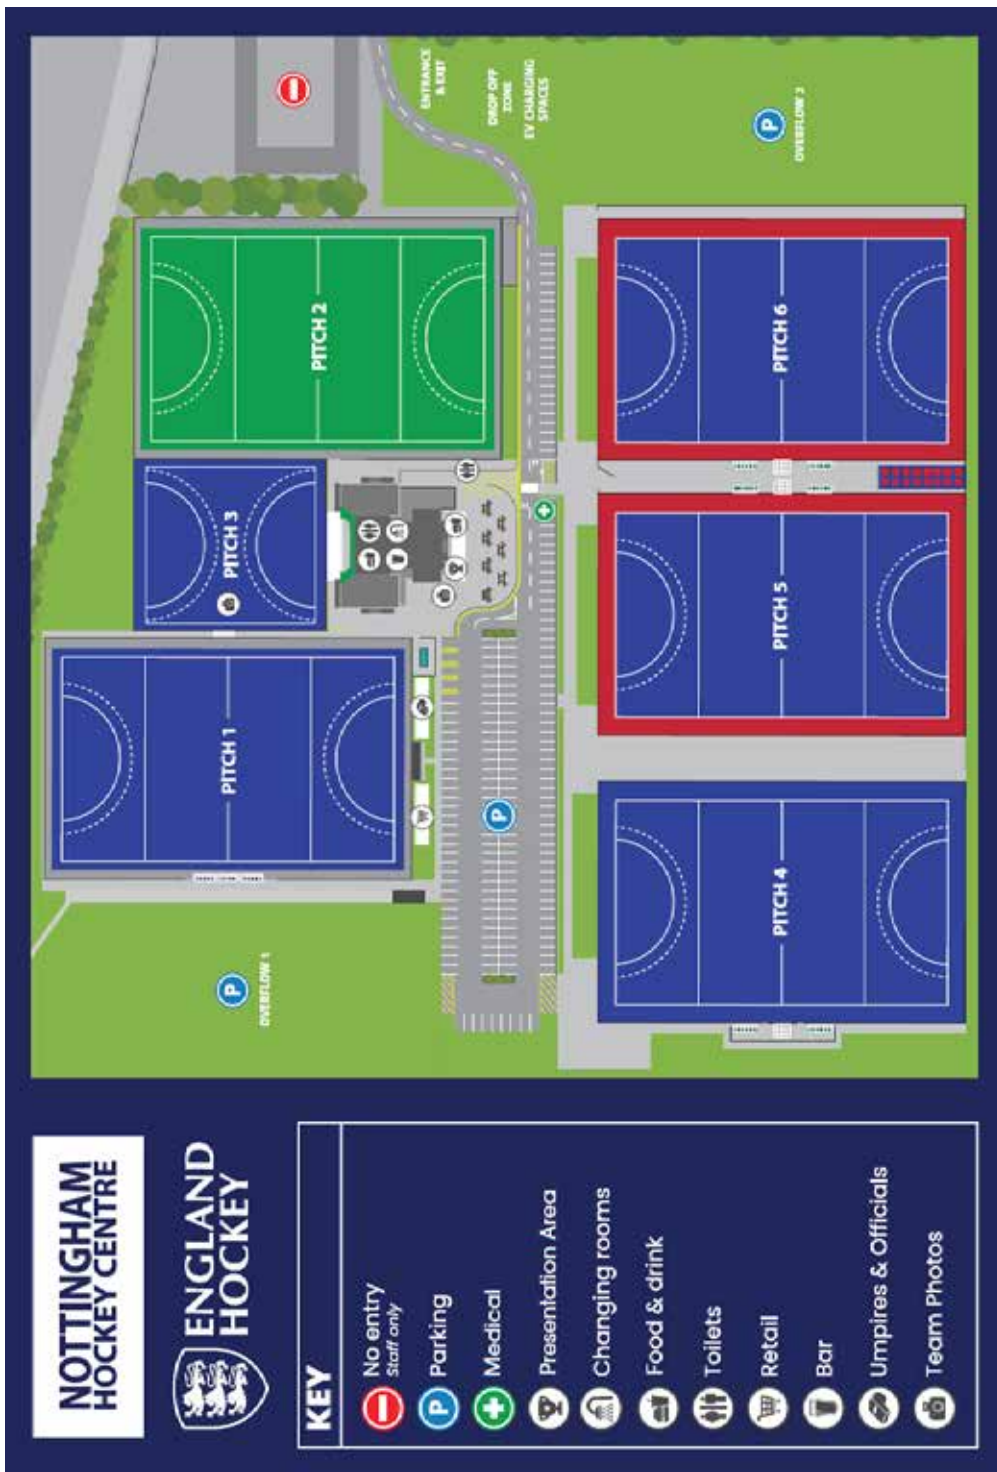 NOTTINGHAM
HOCKEY CENTRE
ENGLAND
HOCKEY
KEY
No entry
Staff only
Parking
Medical
Presentation Area
Changing rooms
Food & drink
Toilets
Retail
Bar
Umpires & Officials
Team Photos
OVERFLOW 1
PITCH 1
PITCH 3
PITCH 2
PITCH 4
PITCH 5
PITCH 6
ENTRANCE
& EXIT
DROP OFF
ZONE
EV CHARGING
SPACES
OVERFLOW 2
P
P
P
P